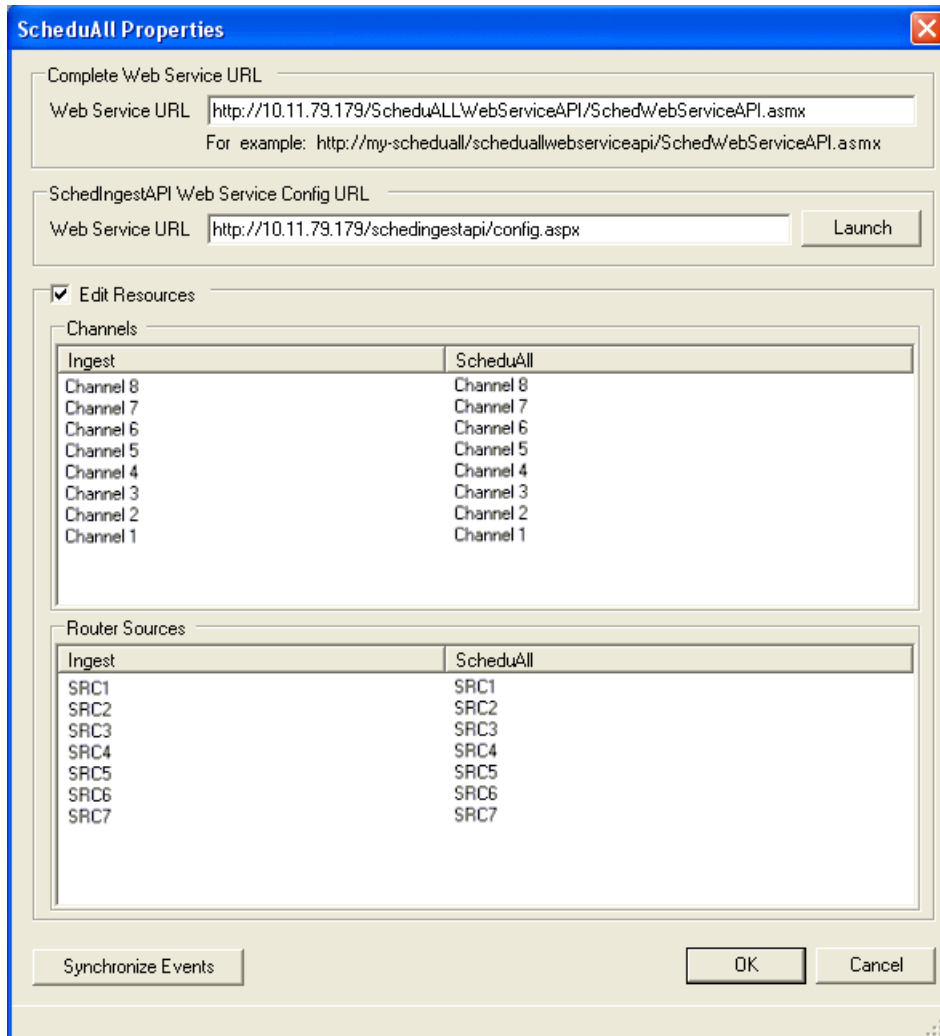 ScheduAll Properties
Complete Web Service URL
Web Service URL http://10.11.79.179/ScheduALLWebServiceAPI/SchedWebServiceAPI.asmx
For example: http://my-scheduall/scheduallwebserviceapi/SchedWebServiceAPI.asmx
SchedIngestAPI Web Service Config URL
Web Service URL http://10.11.79.179/schedingestapi/config.aspx Launch
Edit Resources
Channels
Ingest ScheduAll
Channel 8 Channel 8
Channel 7 Channel 7
Channel 6 Channel 6
Channel 5 Channel 5
Channel 4 Channel 4
Channel 3 Channel 3
Channel 2 Channel 2
Channel 1 Channel 1
Router Sources
Ingest ScheduAll
SRC1 SRC1
SRC2 SRC2
SRC3 SRC3
SRC4 SRC4
SRC5 SRC5
SRC6 SRC6
SRC7 SRC7
Synchronize Events OK Cancel